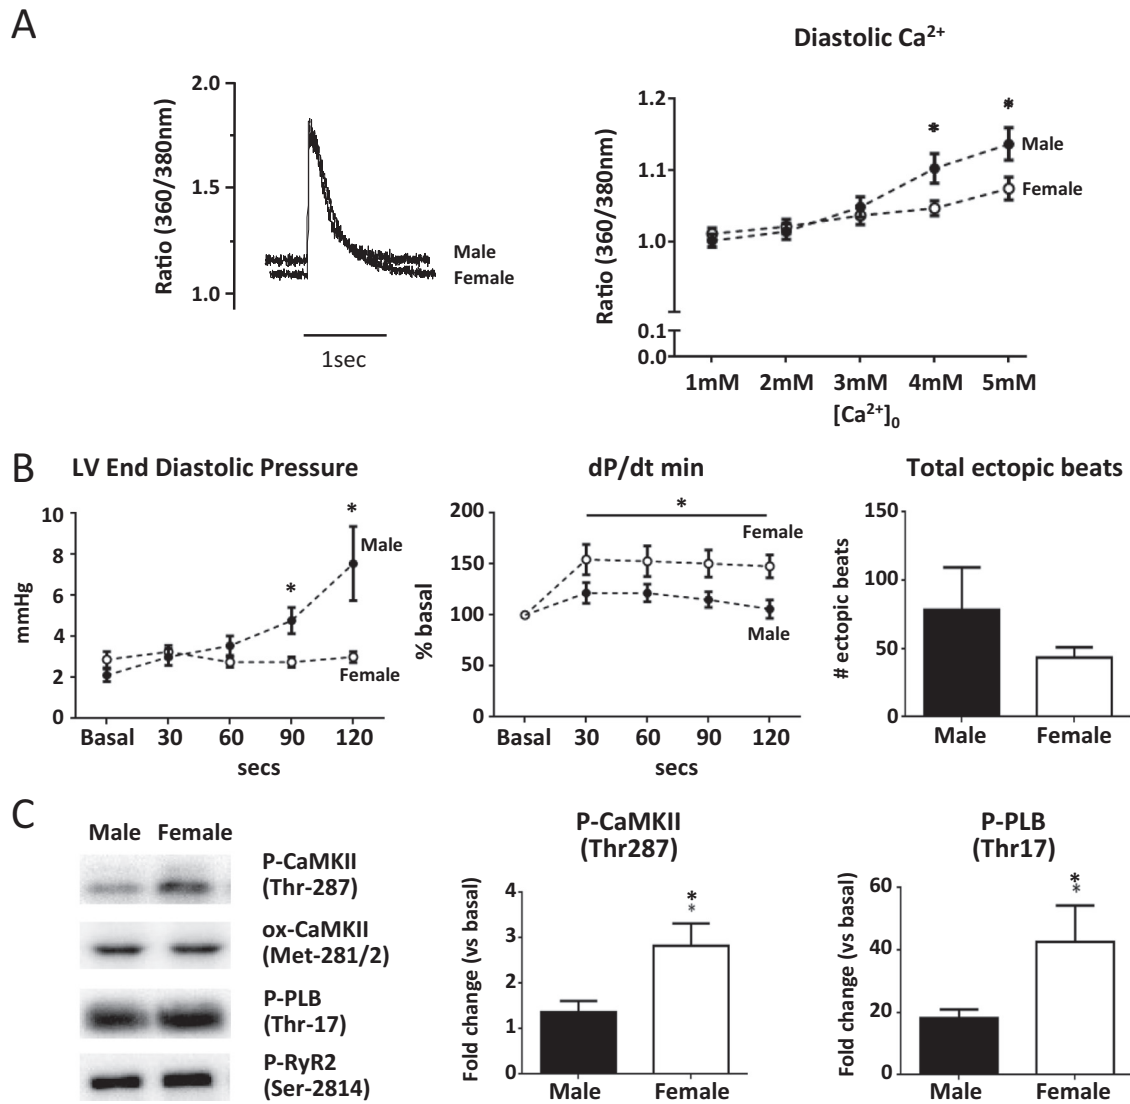 A
Diastolic Ca²⁺
Ratio (360/380nm)
2.0
1.5
1.0
Male
Female
1sec
Ratio (360/380nm)
1.2
1.1
1.0
0.1
0.0
*
*
Male
Female
1mM 2mM 3mM 4mM 5mM
[Ca²⁺]₀
B
LV End Diastolic Pressure
mmHg
10
8
6
4
2
0
*
*
Male
Female
Basal 30 60 90 120
secs
dP/dt min
% basal
200
150
100
50
0
*
Female
Male
Basal 30 60 90 120
secs
Total ectopic beats
# ectopic beats
150
100
50
0
Male Female
C
Male Female
P-CaMKII
(Thr-287)
ox-CaMKII
(Met-281/2)
P-PLB
(Thr-17)
P-RyR2
(Ser-2814)
P-CaMKII
(Thr287)
Fold change (vs basal)
4
3
2
1
0
*
*
Male Female
P-PLB
(Thr17)
Fold change (vs basal)
60
40
20
0
*
*
Male Female